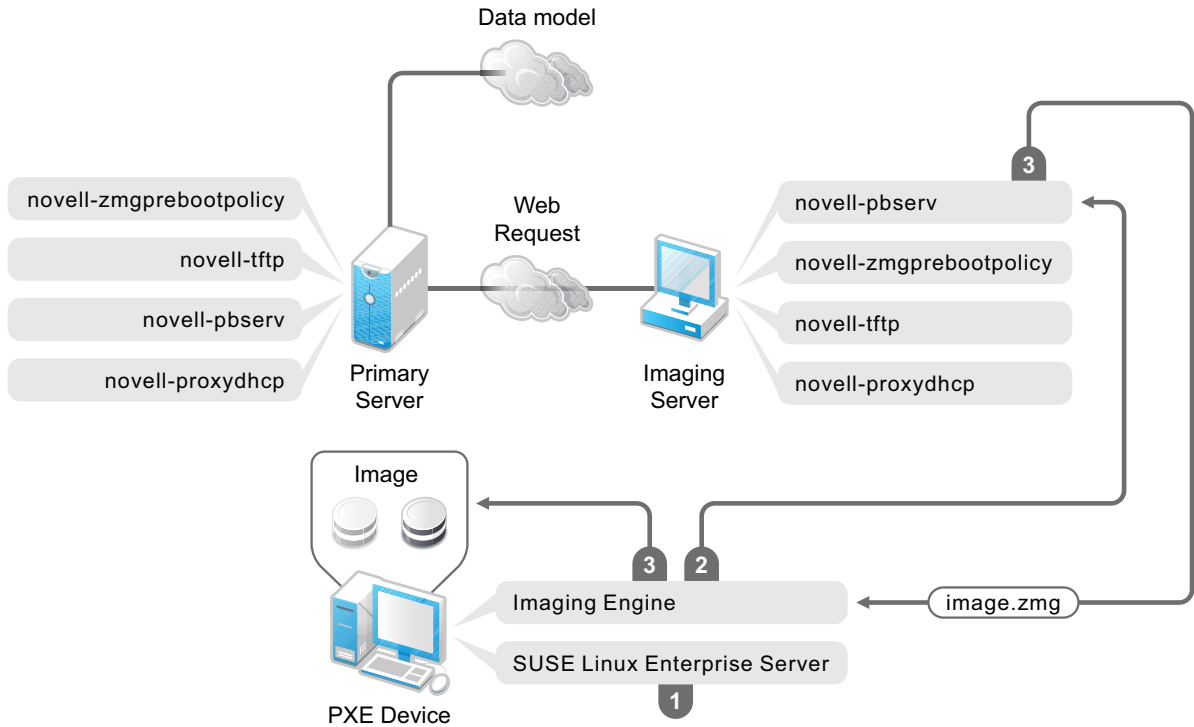 Data model
novell-zmgprebootpolicy
novell-tftp
novell-pbserv
novell-proxydhcp
Primary
Server
Web
Request
Imaging
Server
3
novell-pbserv
novell-zmgprebootpolicy
novell-tftp
novell-proxydhcp
Image
3
2
Imaging Engine
image.zmg
SUSE Linux Enterprise Server
1
PXE Device